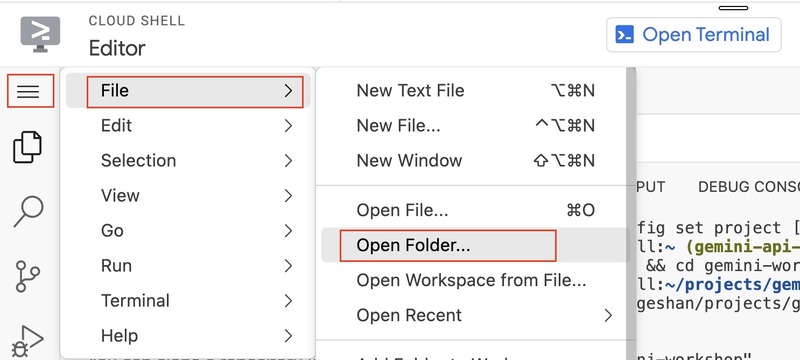 CLOUD SHELL
Editor
Open Terminal
File
Edit
Selection
View
Go
Run
Terminal
Help
New Text File ⌥⌘N
New File... ^⌥⌘N
New Window ⇧⌥⌘N
Open File... ⌘O
Open Folder...
Open Workspace from File...
Open Recent
PUT DEBUG CONSO
fig set project [
ll:~ (gemini-api-
&& cd gemini-wor
ll:~/projects/gem
geshan/projects/g
ni-workshop"